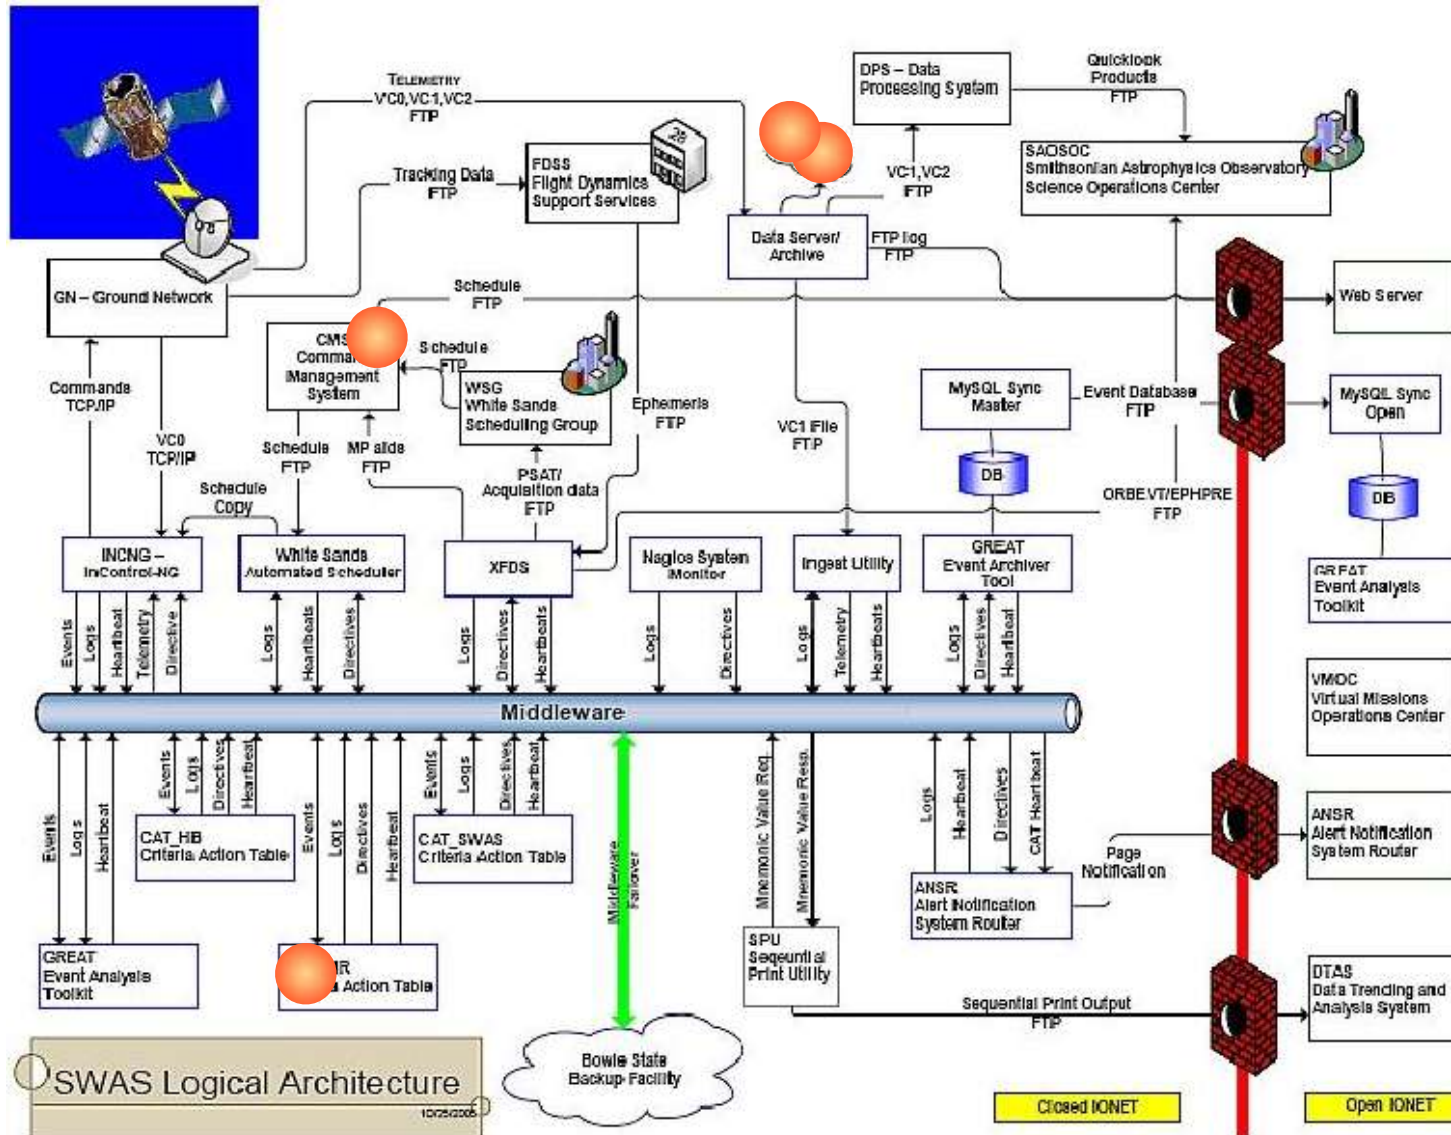 TELEMETRY
VC0,VC1,VC2
FTP
DPS – Data
Processing System
Quicklook
Products
FTP
FDSS
Flight Dynamics
Support Services
Tracking Data
FTP
VC1,VC2
FTP
SAOSOC
Smithsonian Astrophysics Observatory
Science Operations Center
Data Server/
Archive
FTP log
FTP
GN – Ground Network
Schedule
FTP
Web Server
Management
System
Schedule
FTP
WSG
White Sands
Scheduling Group
Ephemeris
FTP
Commands
TCP/IP
VC0
TCP/IP
Schedule
FTP
MP aids
FTP
PSAT/
Acquisition data
FTP
VC1 File
FTP
MySQL Sync
Master
Event Database
FTP
MySQL Sync
Open
DB
DB
ORBEVT/EPHPRE
FTP
Schedule
Copy
INCNG –
InControl-NG
White Sands
Automated Scheduler
XFDS
Nagios System
Monitor
Ingest Utility
GREAT
Event Archiver
Tool
GREAT
Event Analysis
Toolkit
Events
Logs
Heartbeat
Telemetry
Directive
Logs
Heartbeats
Directives
Logs
Directives
Heartbeats
Logs
Directives
Logs
Telemetry
Heartbeats
Logs
Directives
Heartbeat
VMOC
Virtual Missions
Operations Center
Middleware
Events
Logs
Heartbeat
Events
Logs
Directives
Heartbeat
Events
Logs
Directives
Heartbeat
Events
Logs
Directives
Heartbeat
Middleware
Failover
Mnemonic Value Req.
Mnemonic Value Resp.
Logs
Heartbeat
Directives
CAT Heartbeat
CAT_HB
Criteria Action Table
CAT_SWAS
Criteria Action Table
ANSR
Alert Notification
System Router
Page
Notification
ANSR
Alert Notification
System Router
GREAT
Event Analysis
Toolkit
Action Table
SPU
Seqeuntial
Print Utility
Sequential Print Output
FTP
DTAS
Data Trending and
Analysis System
Bowie State
Backup Facility
SWAS Logical Architecture
Closed IONET
Open IONET